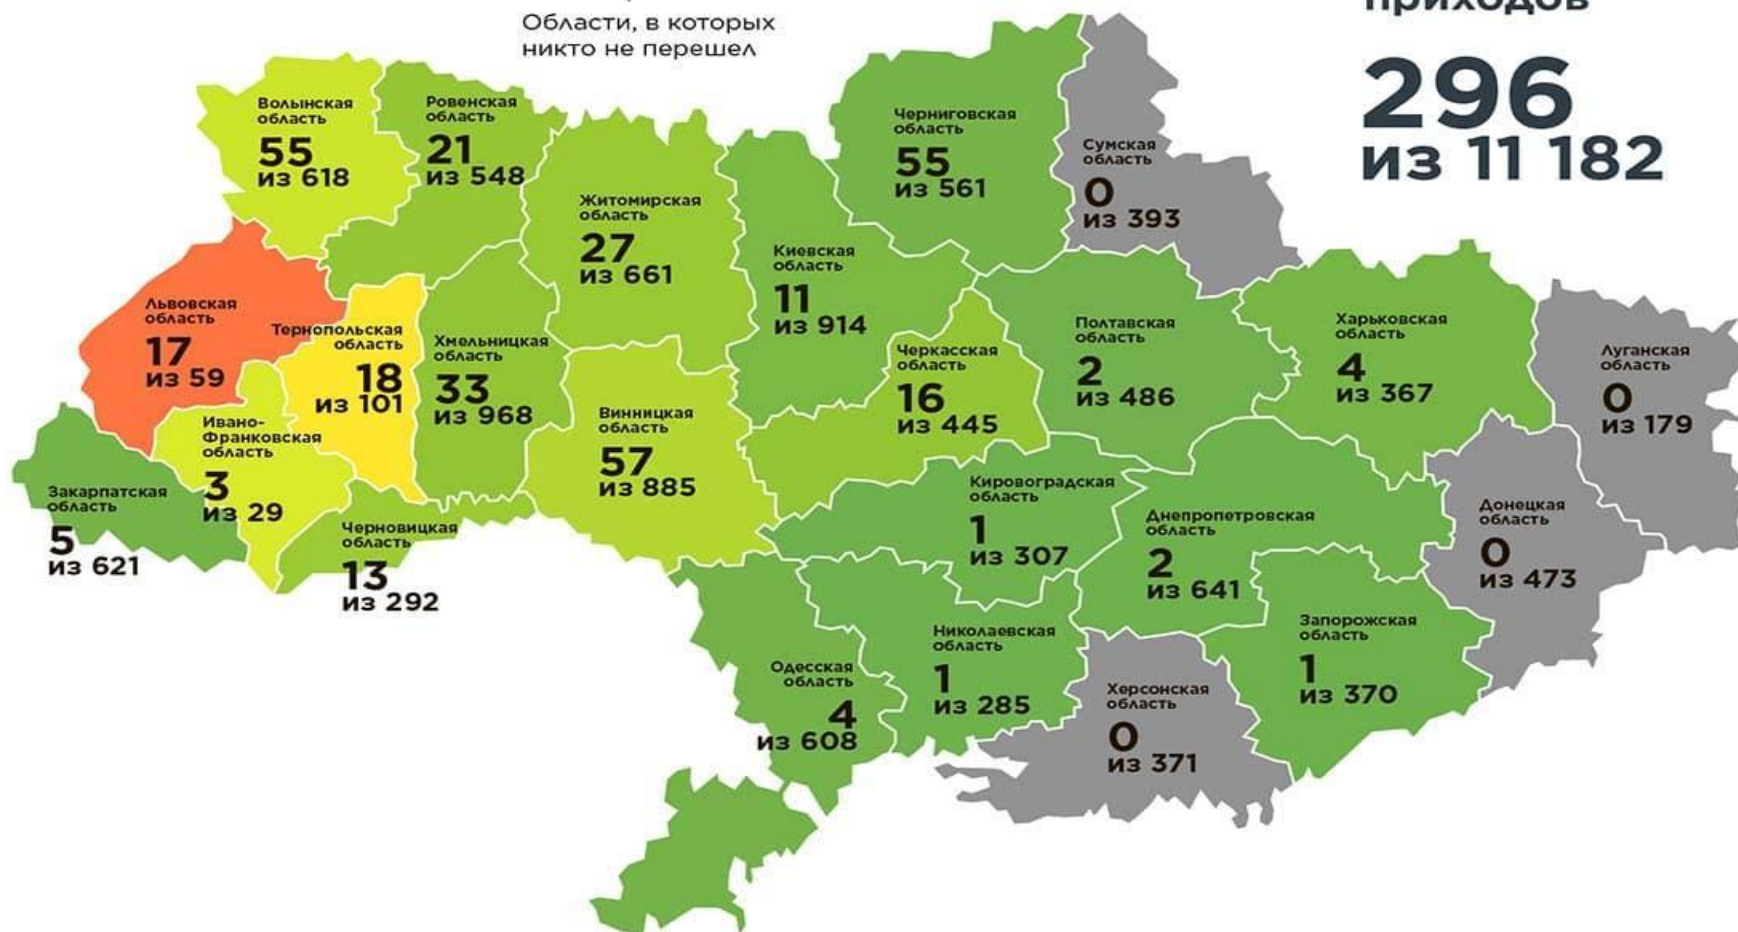 Области, в которых
никто не перешел
приходов
296
из 11 182
Волынская
область
55
из 618
Ровенская
область
21
из 548
Житомирская
область
27
из 661
Киевская
область
11
из 914
Черниговская
область
55
из 561
Сумская
область
0
из 393
Львовская
область
17
из 59
Тернопольская
область
18
из 101
Хмельницкая
область
33
из 968
Винницкая
область
57
из 885
Черкасская
область
16
из 445
Полтавская
область
2
из 486
Харьковская
область
4
из 367
Луганская
область
0
из 179
Ивано-
Франковская
область
3
из 29
Закарпатская
область
5
из 621
Черновицкая
область
13
из 292
Кировоградская
область
1
из 307
Днепропетровская
область
2
из 641
Донецкая
область
0
из 473
Запорожская
область
1
из 370
Николаевская
область
1
из 285
Одесская
область
4
из 608
Херсонская
область
0
из 371